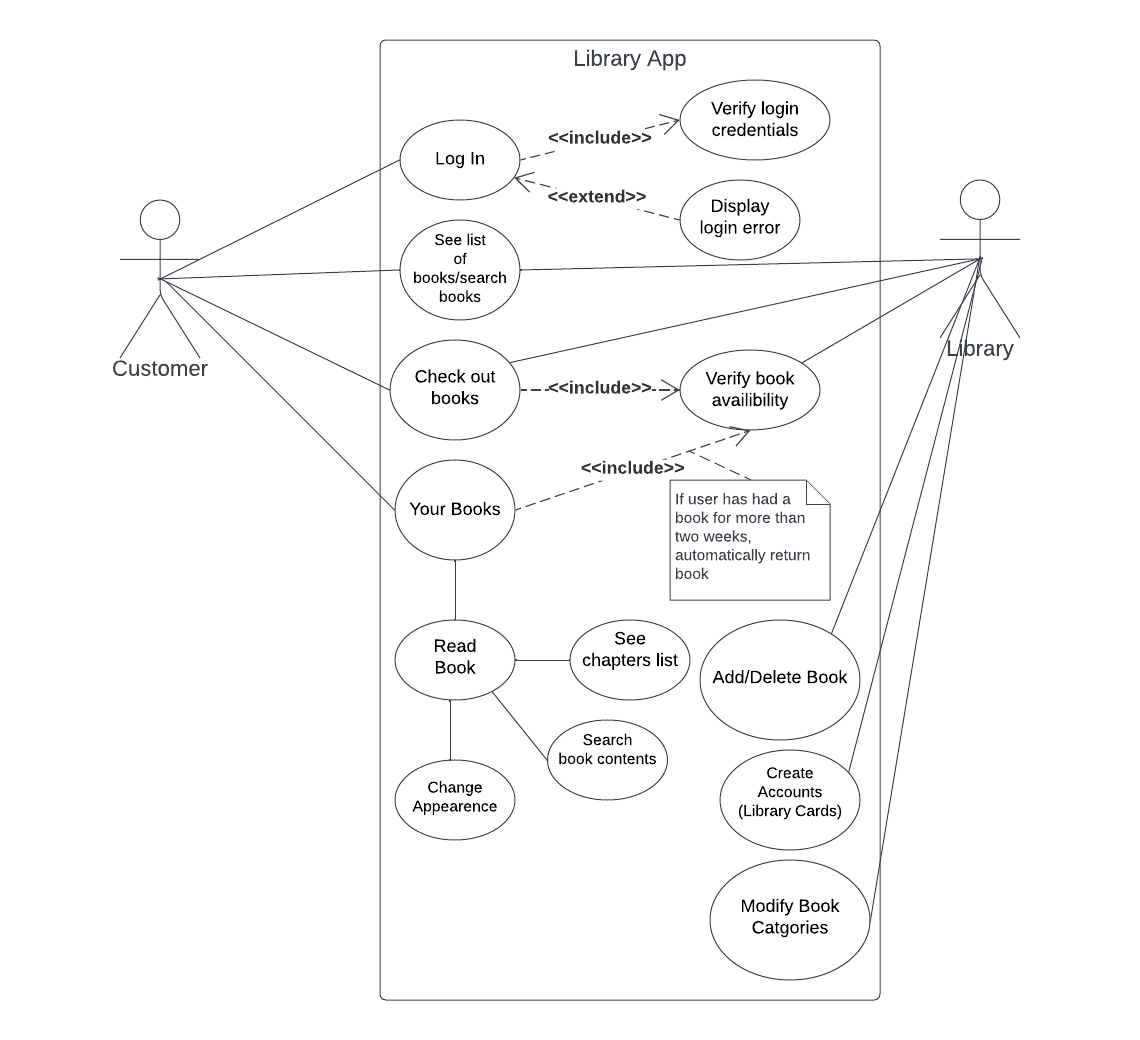 Library App
Verify login
credentials
<<include>>
Log In
<<extend>>
Display
login error
See list
of
books/search
books
Customer
Library
Check out
books
<<include>>
Verify book
availibility
<<include>>
Your Books
If user has had a
book for more than
two weeks,
automatically return
book
Read
Book
See
chapters list
Add/Delete Book
Search
book contents
Change
Appearence
Create
Accounts
(Library Cards)
Modify Book
Catgories